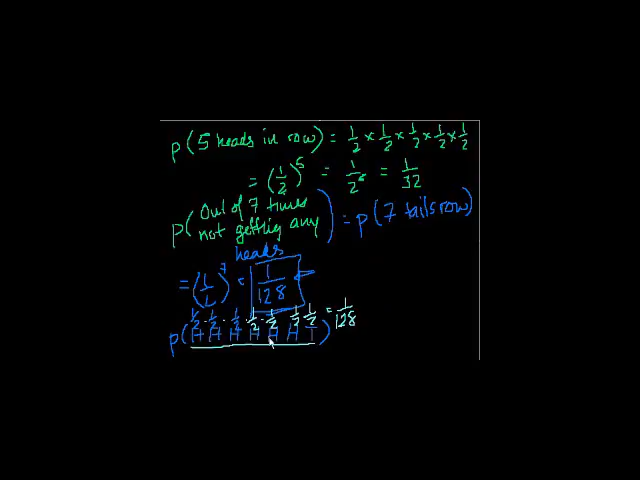 P(5 heads in row) = 1/2 × 1/2 × 1/2 × 1/2 × 1/2
= (1/2)^5 = 1/2^5 = 1/32
P(Out of 7 times not getting any heads) = P(7 tails row)
= (1/2)^7 = 1/128
1/2 · 1/2 · 1/2 · 1/2 · 1/2 · 1/2 · 1/2 = 1/128
P(H H H H H H T)